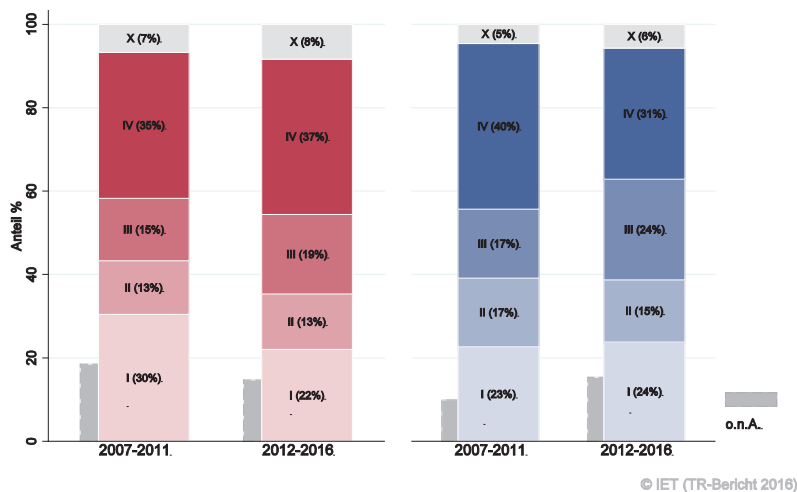 Anteil %
100
80
60
40
20
0
X (7%).
IV (35%).
III (15%).
II (13%).
I (30%).
X (8%).
IV (37%).
III (19%).
II (13%).
I (22%).
X (5%).
IV (40%).
III (17%).
II (17%).
I (23%).
X (6%).
IV (31%).
III (24%).
II (15%).
I (24%).
2007-2011.
2012-2016.
2007-2011.
2012-2016.
o.n.A..
© IET (TR-Bericht 2016)